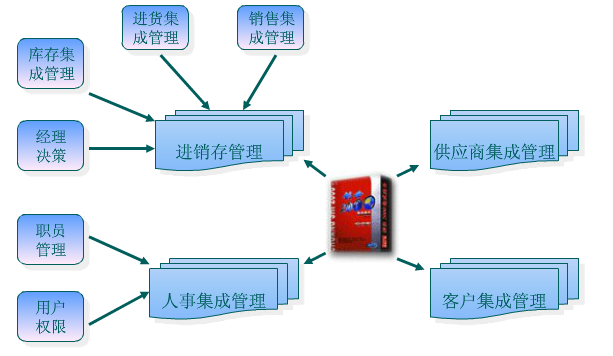 进货集
成管理
销售集
成管理
库存集
成管理
经理
决策
进销存管理
供应商集成管理
职员
管理
用户
权限
人事集成管理
客户集成管理